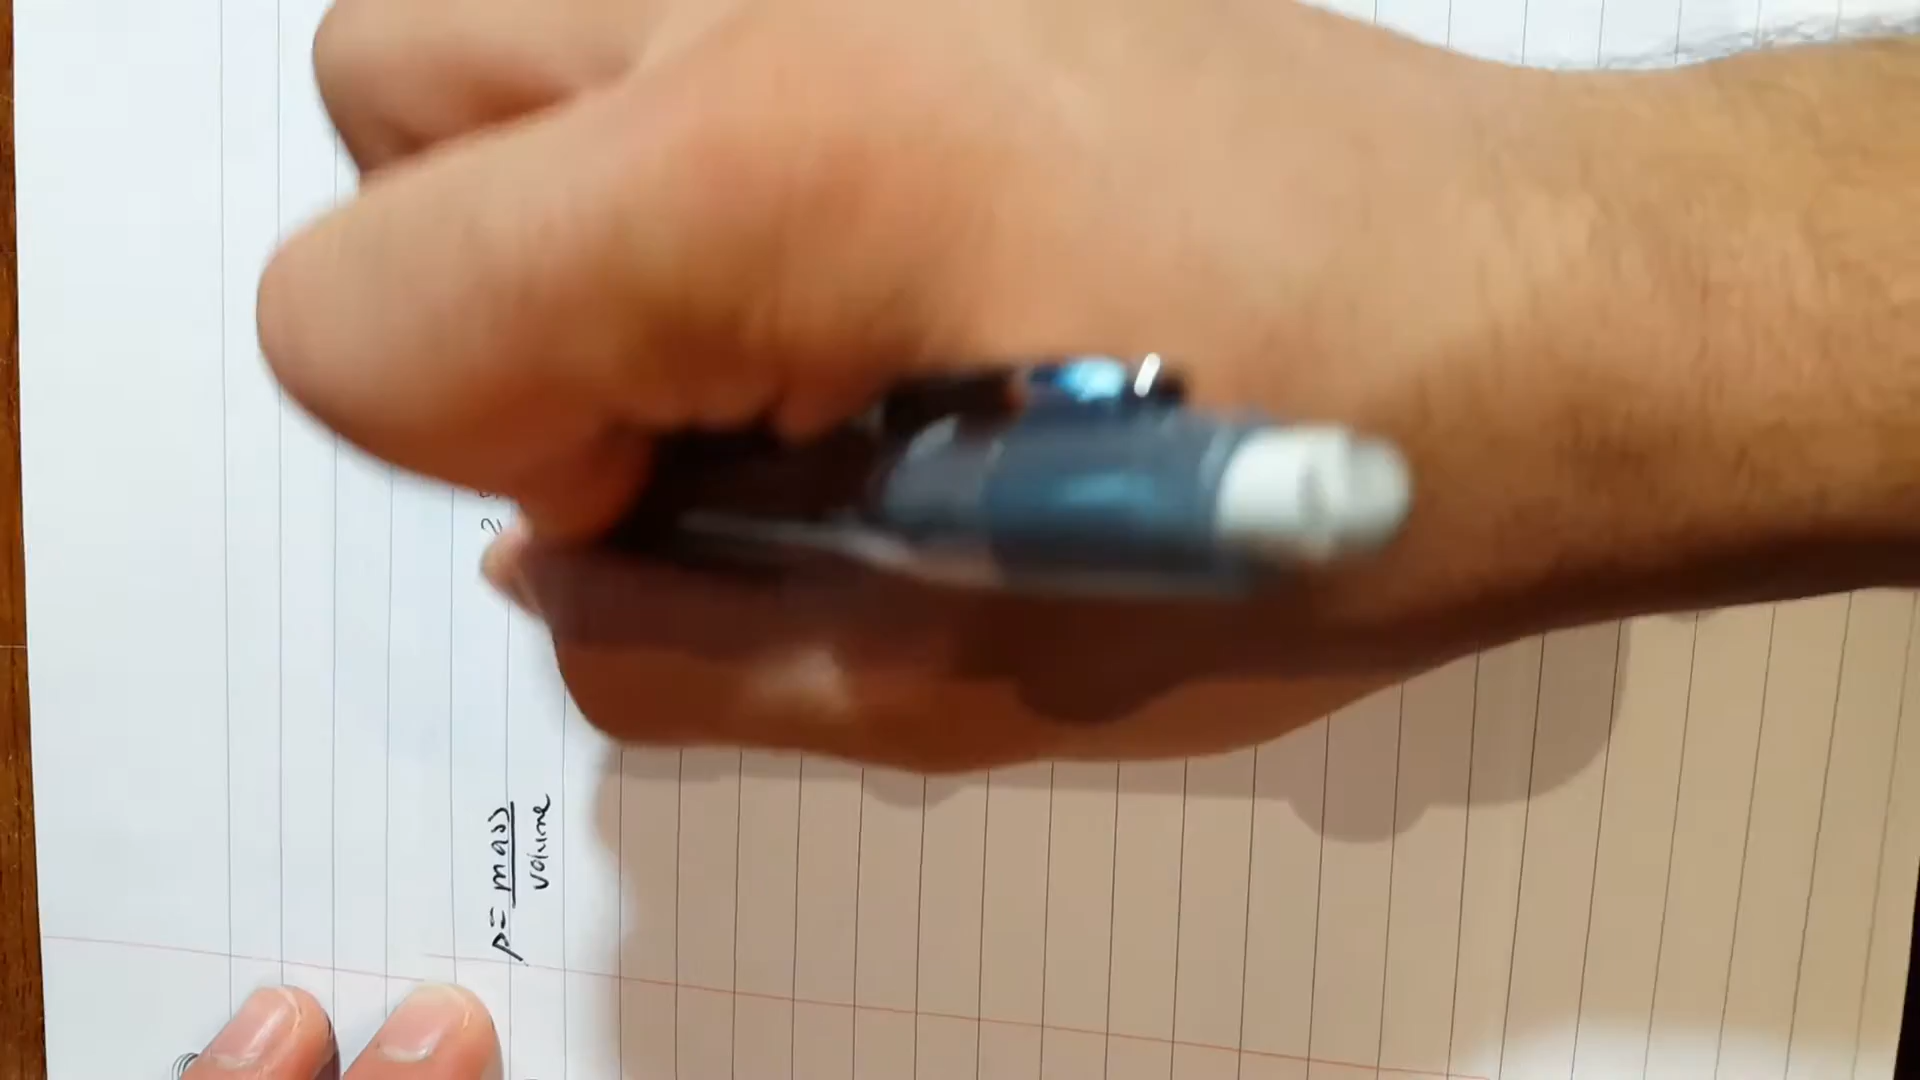 ρ = mass
volume